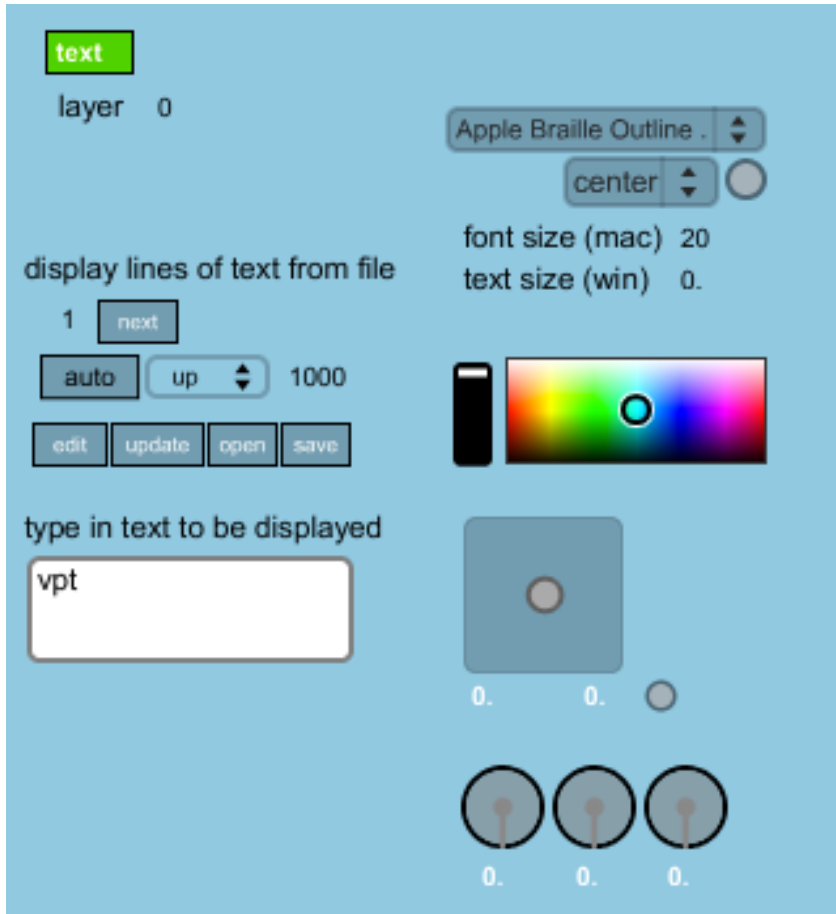 text
layer 0
Apple Braille Outline .
center
font size (mac) 20
text size (win) 0.
display lines of text from file
1 next
auto up 1000
edit update open save
type in text to be displayed
vpt
0. 0.
0. 0. 0.